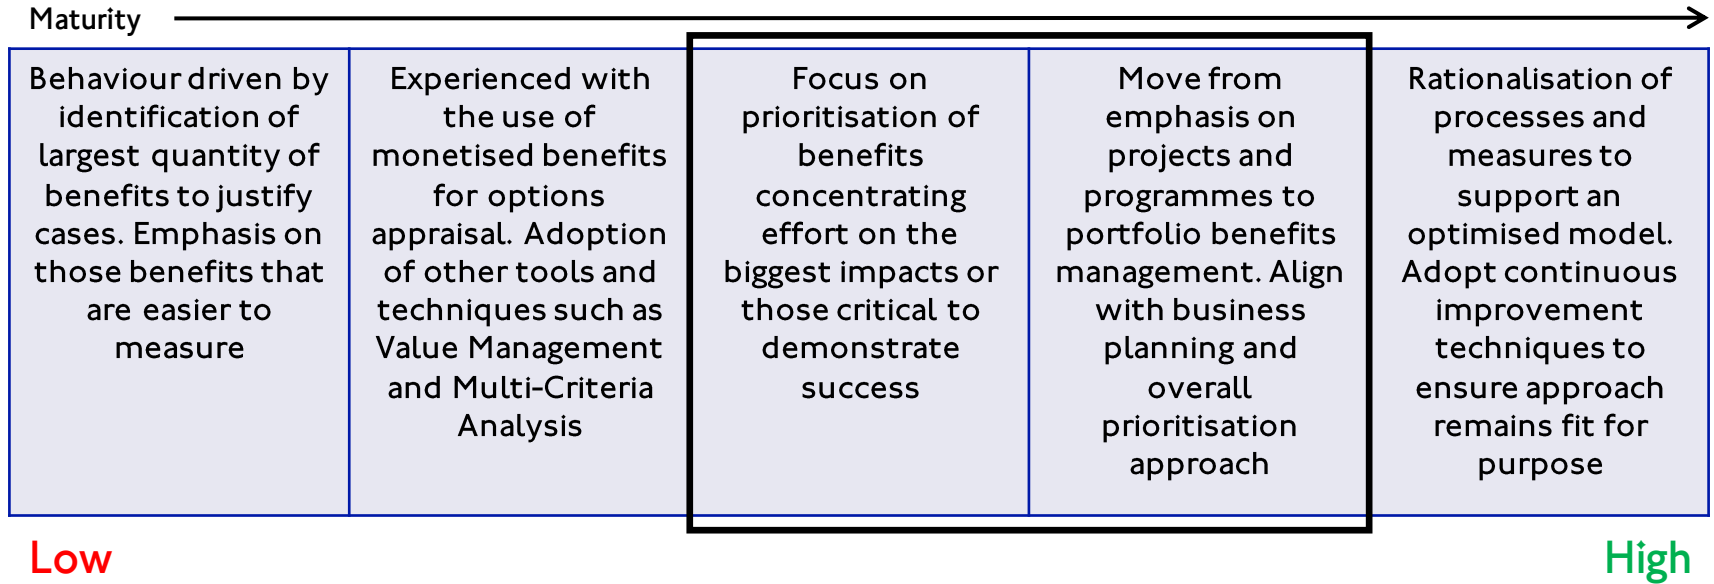 Maturity
Behaviour driven by
identification of
largest quantity of
benefits to justify
cases. Emphasis on
those benefits that
are easier to
measure
Experienced with
the use of
monetised benefits
for options
appraisal. Adoption
of other tools and
techniques such as
Value Management
and Multi-Criteria
Analysis
Focus on
prioritisation of
benefits
concentrating
effort on the
biggest impacts or
those critical to
demonstrate
success
Move from
emphasis on
projects and
programmes to
portfolio benefits
management. Align
with business
planning and
overall
prioritisation
approach
Rationalisation of
processes and
measures to
support an
optimised model.
Adopt continuous
improvement
techniques to
ensure approach
remains fit for
purpose
Low
High